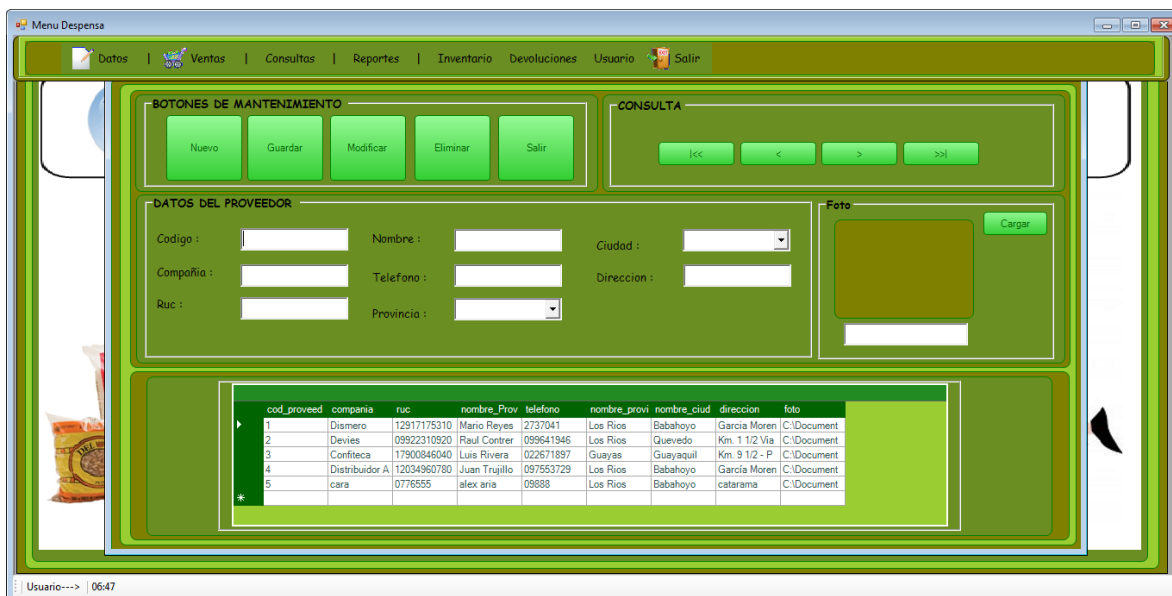 Menu Despensa
Datos | Ventas | Consultas | Reportes | Inventario Devoluciones Usuario Salir
BOTONES DE MANTENIMIENTO
Nuevo Guardar Modificar Eliminar Salir
CONSULTA
|<< < > >>|
DATOS DEL PROVEEDOR
Codigo : Nombre : Ciudad :
Compañia : Telefono : Direccion :
Ruc : Provincia :
Foto
Cargar
cod_proveed compania ruc nombre_Prov telefono nombre_provi nombre_ciud direccion foto
1 Dismero 12917175310 Mario Reyes 2737041 Los Rios Babahoyo Garcia Moren C:\Document
2 Devies 09922310920 Raul Contrer 099641946 Los Rios Quevedo Km. 1 1/2 Via C:\Document
3 Confiteca 17900846040 Luis Rivera 022671897 Guayas Guayaquil Km. 9 1/2 - P C:\Document
4 Distribuidor A 12034960780 Juan Trujillo 097553729 Los Rios Babahoyo García Moren C:\Document
5 cara 0776555 alex aria 09888 Los Rios Babahoyo catarama C:\Document
Usuario---> 06:47